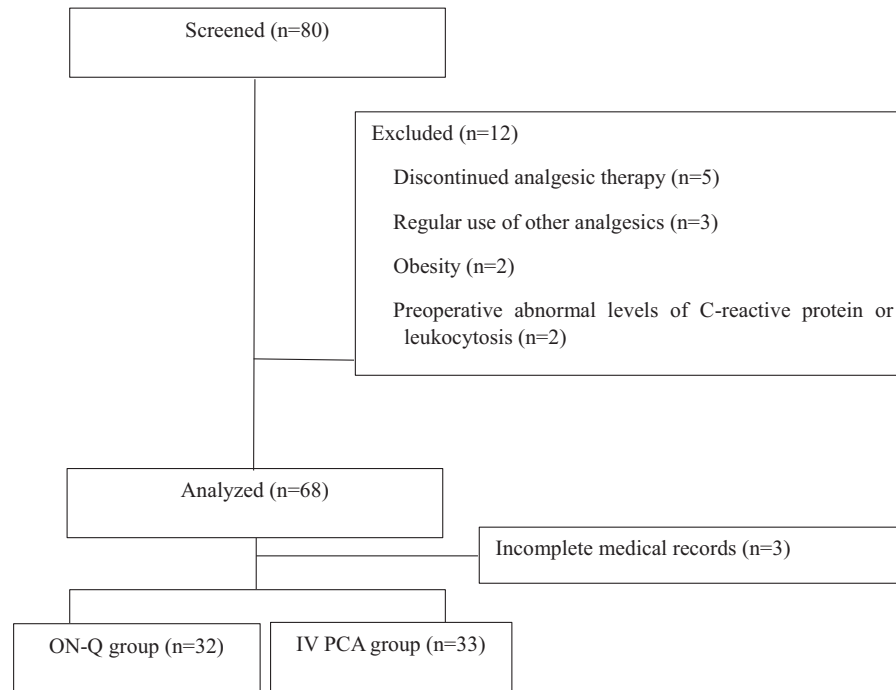 Screened (n=80)
Excluded (n=12)
Discontinued analgesic therapy (n=5)
Regular use of other analgesics (n=3)
Obesity (n=2)
Preoperative abnormal levels of C-reactive protein or
leukocytosis (n=2)
Analyzed (n=68)
Incomplete medical records (n=3)
ON-Q group (n=32)
IV PCA group (n=33)